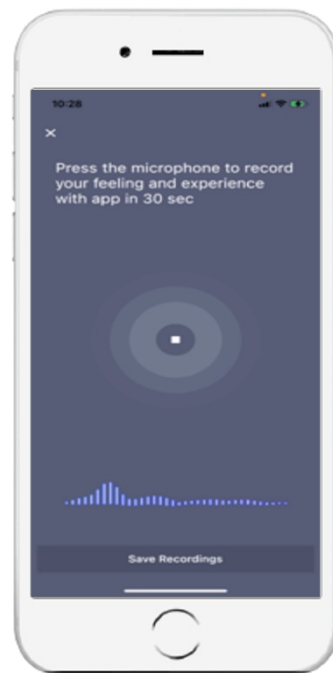 10:28
×
Press the microphone to record
your feeling and experience
with app in 30 sec
Save Recordings